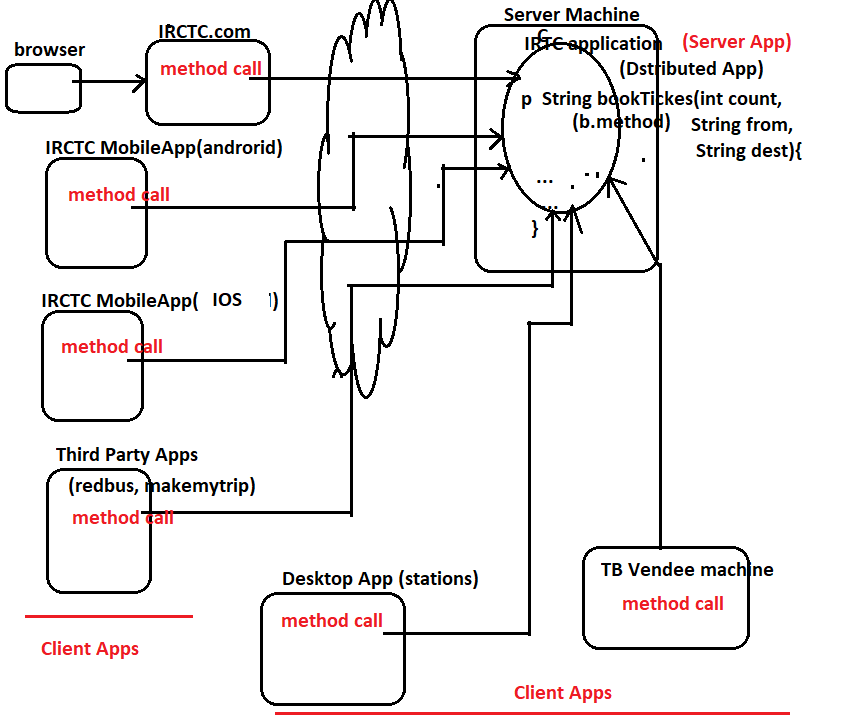 Server Machine
IRCTC.com
browser
method call
IRCTC application
(Server App)
(Dstributed App)
p String bookTickes(int count,
(b.method) String from,
String dest){
...
...
}
IRCTC MobileApp(androrid)
method call
IRCTC MobileApp( IOS )
method call
Third Party Apps
(redbus, makemytrip)
method call
Client Apps
Desktop App (stations)
method call
TB Vendee machine
method call
Client Apps